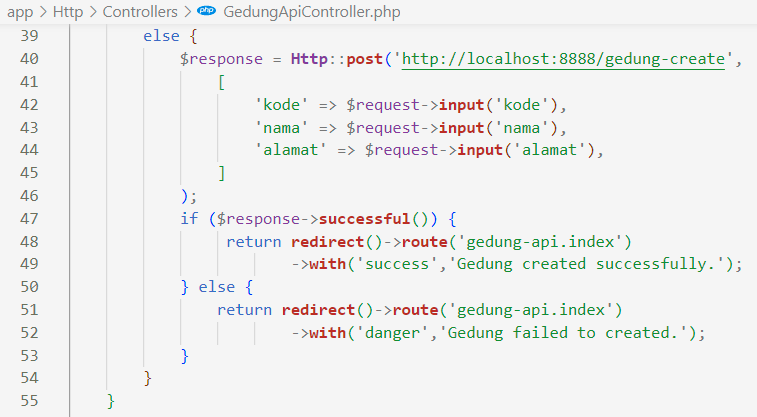 app > Http > Controllers > php GedungApiController.php
39 else {
40 $response = Http::post('http://localhost:8888/gedung-create',
41 [
42 'kode' => $request->input('kode'),
43 'nama' => $request->input('nama'),
44 'alamat' => $request->input('alamat'),
45 ]
46 );
47 if ($response->successful()) {
48 return redirect()->route('gedung-api.index')
49 ->with('success','Gedung created successfully.');
50 } else {
51 return redirect()->route('gedung-api.index')
52 ->with('danger','Gedung failed to created.');
53 }
54 }
55 }